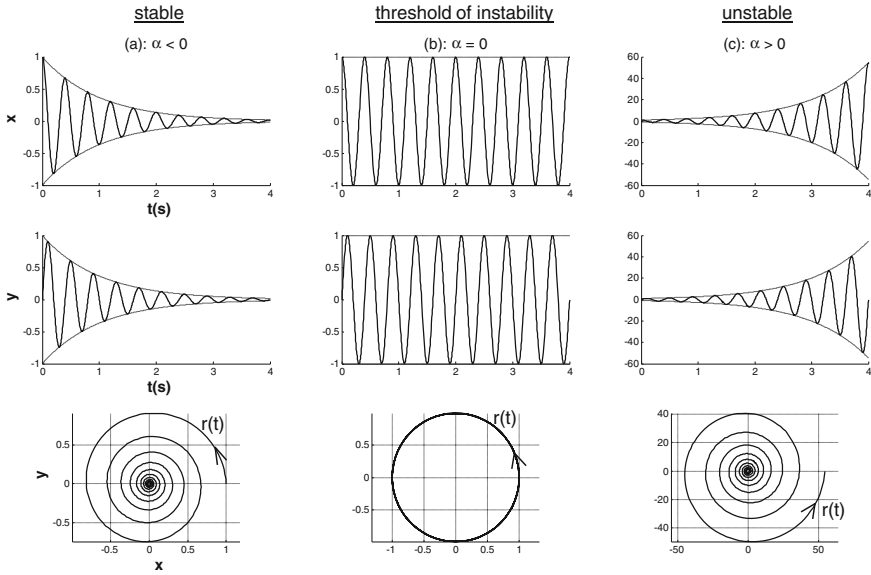 stable threshold of instability unstable
(a): α < 0 (b): α = 0 (c): α > 0
1 1 60
0.5 0.5 40
20
x 0 0 0
-20
-0.5 -0.5 -40
-1 -1 -60
0 1 2 3 4 0 1 2 3 4 0 1 2 3 4
t(s)
1 1 60
0.5 0.5 40
20
y 0 0 0
-20
-0.5 -0.5 -40
-1 -1 -60
0 1 2 3 4 0 1 2 3 4 0 1 2 3 4
t(s)
r(t) r(t) 40
0.5 0.5 20
y 0 0 0
-20
r(t)
-0.5 -0.5 -40
-0.5 0 0.5 1 -1 -0.5 0 0.5 1 -50 0 50
x